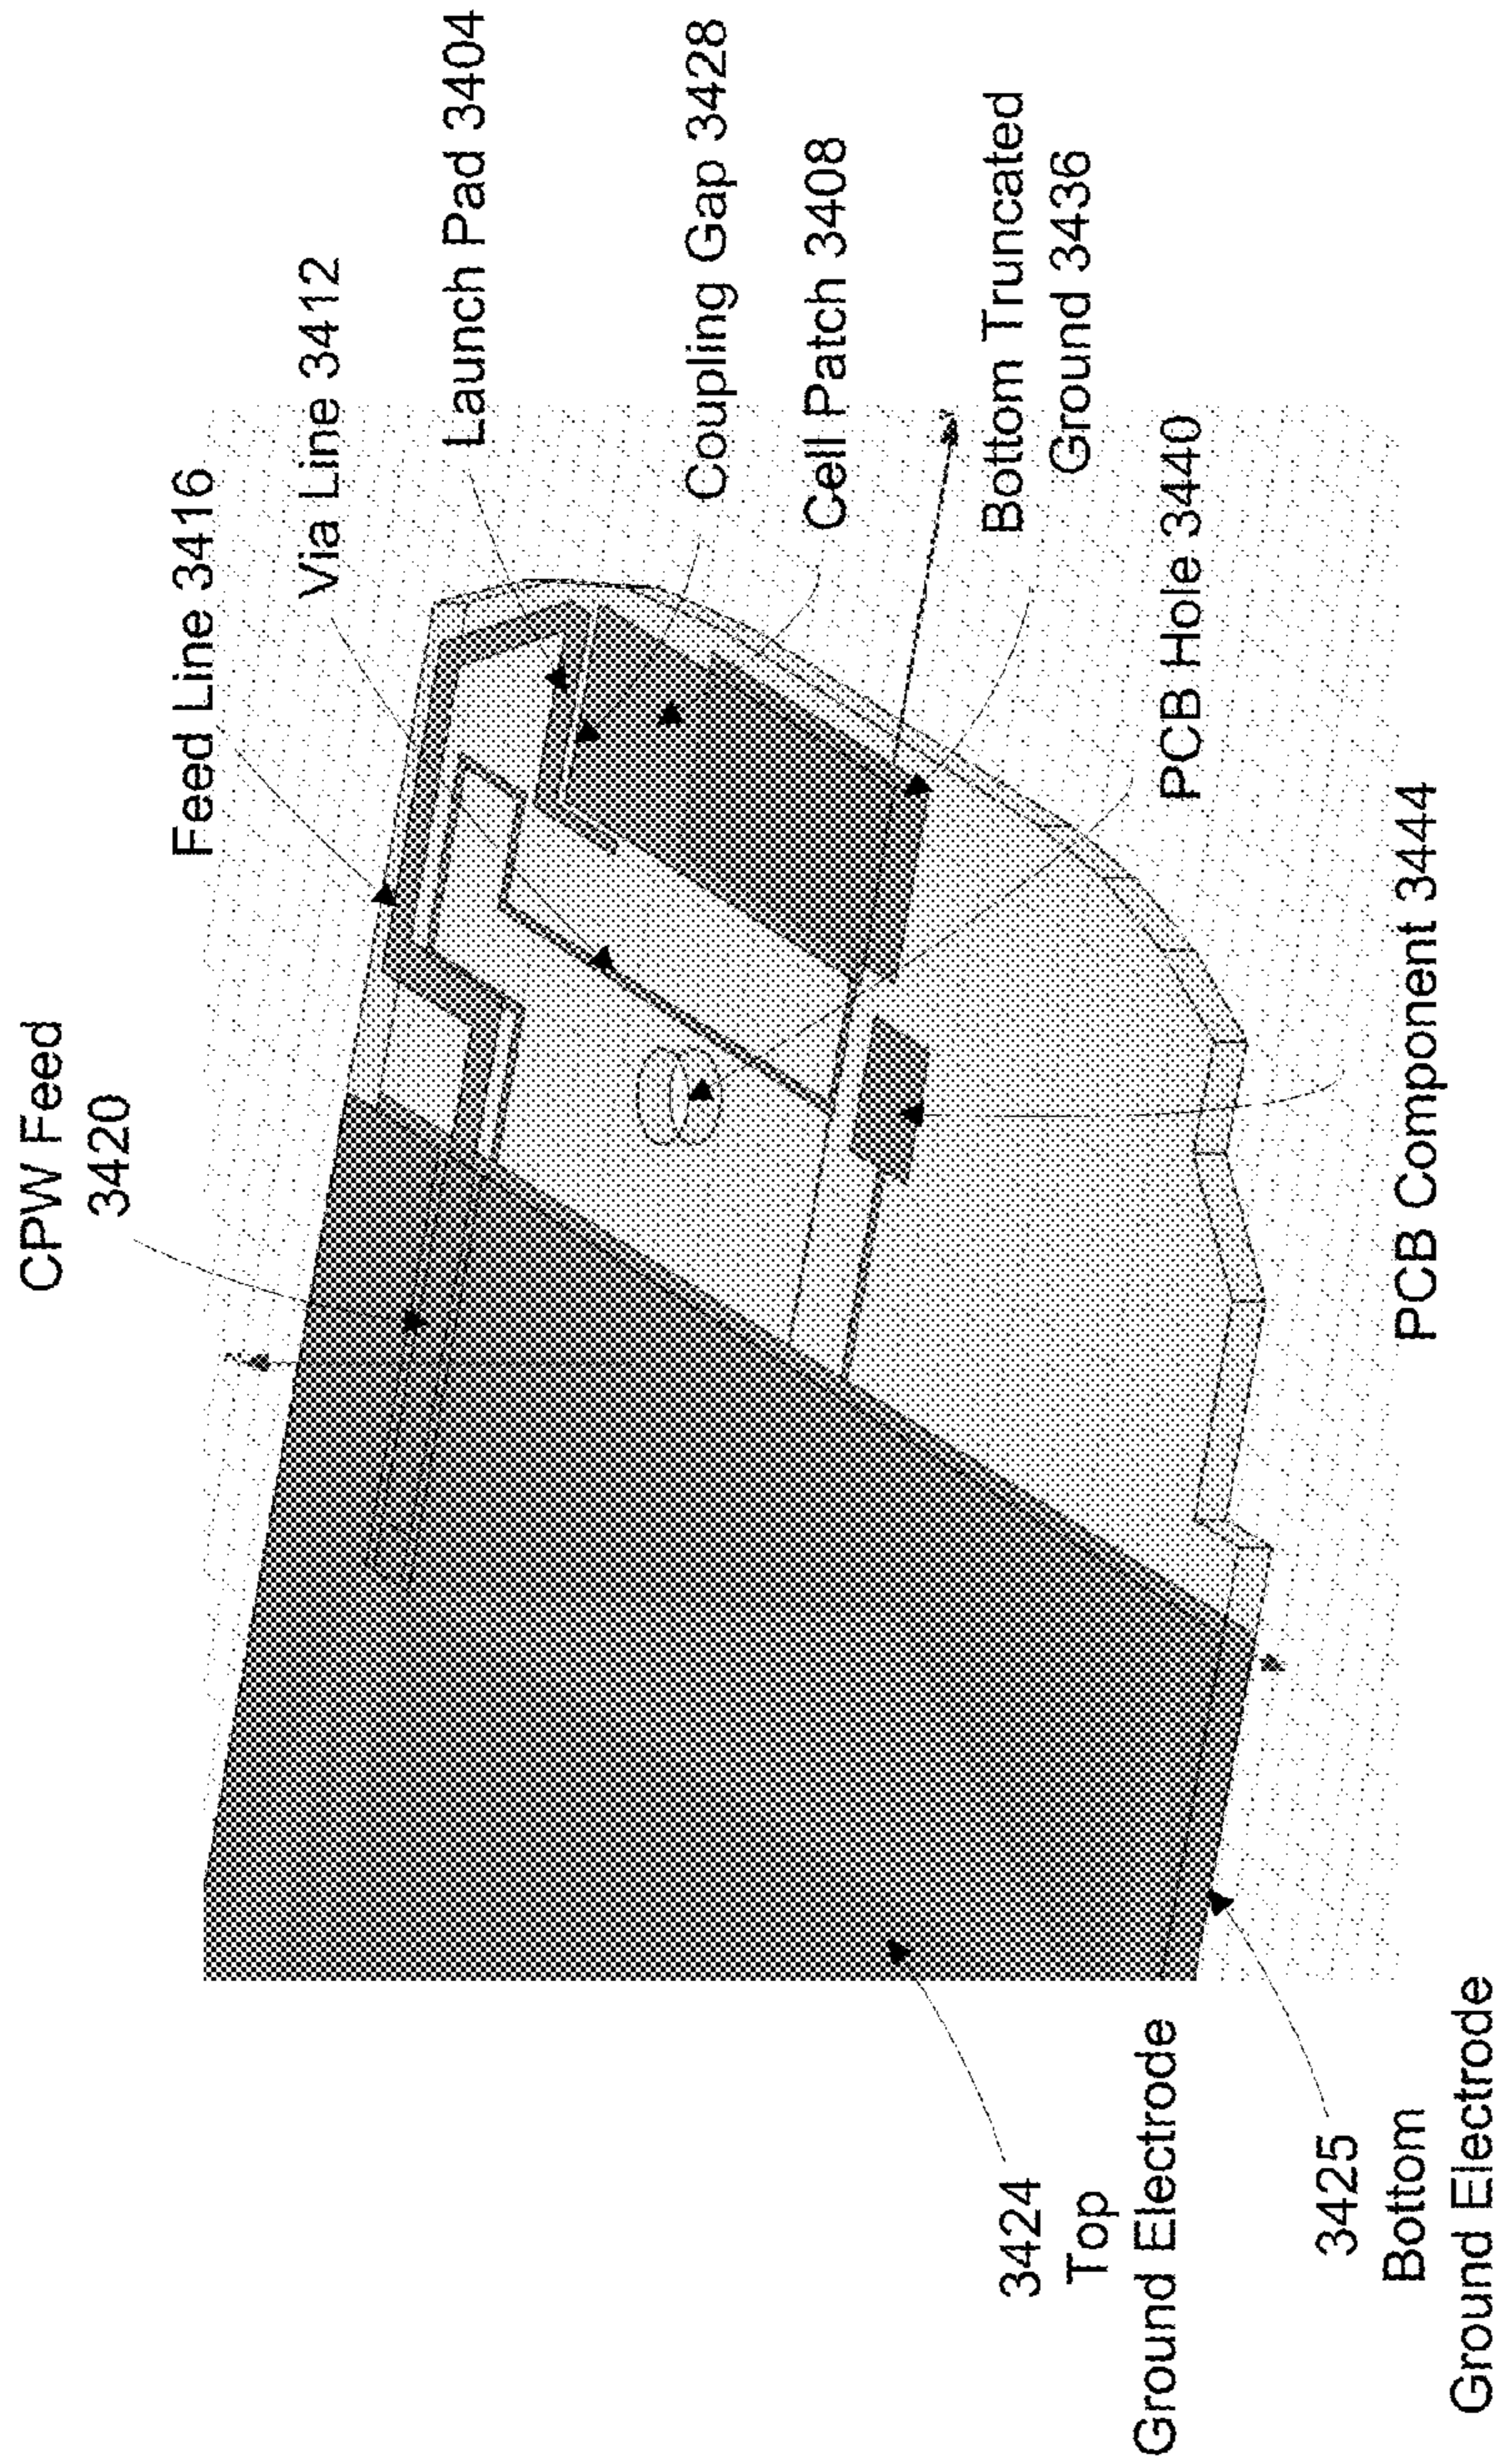 CPW Feed
3420
Feed Line 3416
Via Line 3412
Launch Pad 3404
Coupling Gap 3428
Cell Patch 3408
Bottom Truncated
Ground 3436
PCB Hole 3440
PCB Component 3444
3424
Top
Ground Electrode
3425
Bottom
Ground Electrode